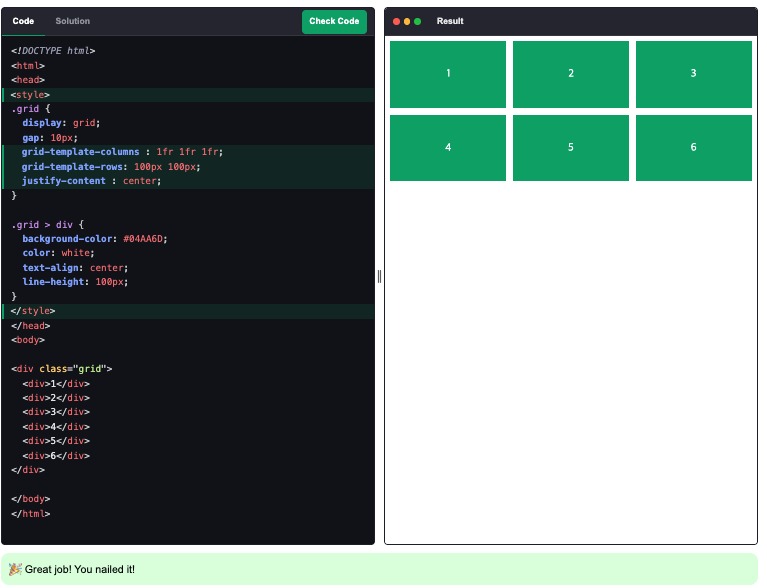 Code Solution Check Code
<!DOCTYPE html>
<html>
<head>
<style>
.grid {
  display: grid;
  gap: 10px;
  grid-template-columns : 1fr 1fr 1fr;
  grid-template-rows: 100px 100px;
  justify-content : center;
}

.grid > div {
  background-color: #04AA6D;
  color: white;
  text-align: center;
  line-height: 100px;
}
</style>
</head>
<body>

<div class="grid">
  <div>1</div>
  <div>2</div>
  <div>3</div>
  <div>4</div>
  <div>5</div>
  <div>6</div>
</div>

</body>
</html>
Result
1 2 3
4 5 6
🎉 Great job! You nailed it!